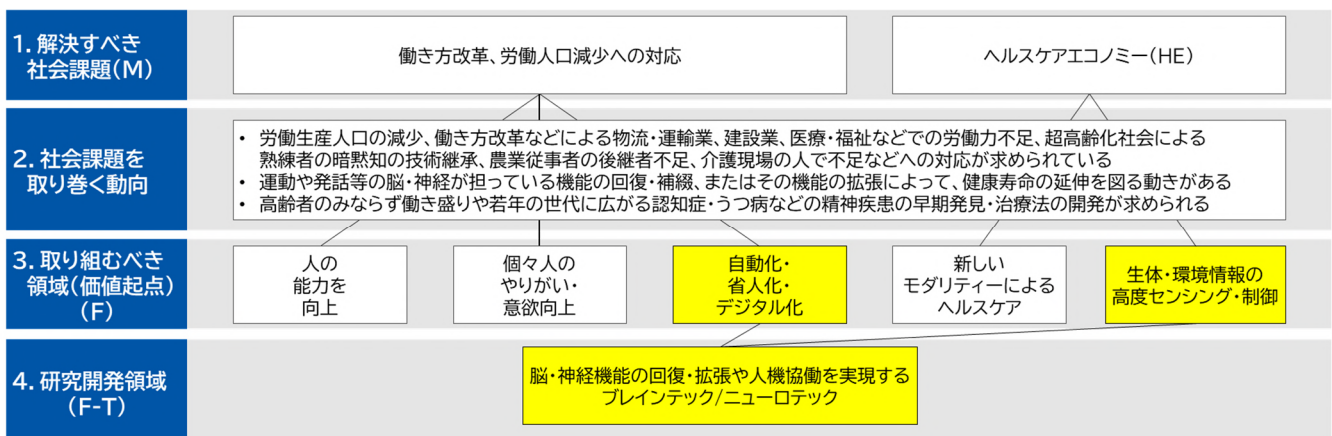 1. 解決すべき
社会課題(M)
働き方改革、労働人口減少への対応
ヘルスケアエコノミー(HE)
2. 社会課題を
取り巻く動向
• 労働生産人口の減少、働き方改革などによる物流・運輸業、建設業、医療・福祉などでの労働力不足、超高齢化社会による
熟練者の暗黙知の技術継承、農業従事者の後継者不足、介護現場の人で不足などへの対応が求められている
• 運動や発話等の脳・神経が担っている機能の回復・補綴、またはその機能の拡張によって、健康寿命の延伸を図る動きがある
• 高齢者のみならず働き盛りや若年の世代に広がる認知症・うつ病などの精神疾患の早期発見・治療法の開発が求められる
3. 取り組むべき
領域(価値起点)
(F)
人の
能力を
向上
個々人の
やりがい・
意欲向上
自動化・
省人化・
デジタル化
新しい
モダリティーによる
ヘルスケア
生体・環境情報の
高度センシング・制御
4. 研究開発領域
(F-T)
脳・神経機能の回復・拡張や人機協働を実現する
ブレインテック/ニューロテック